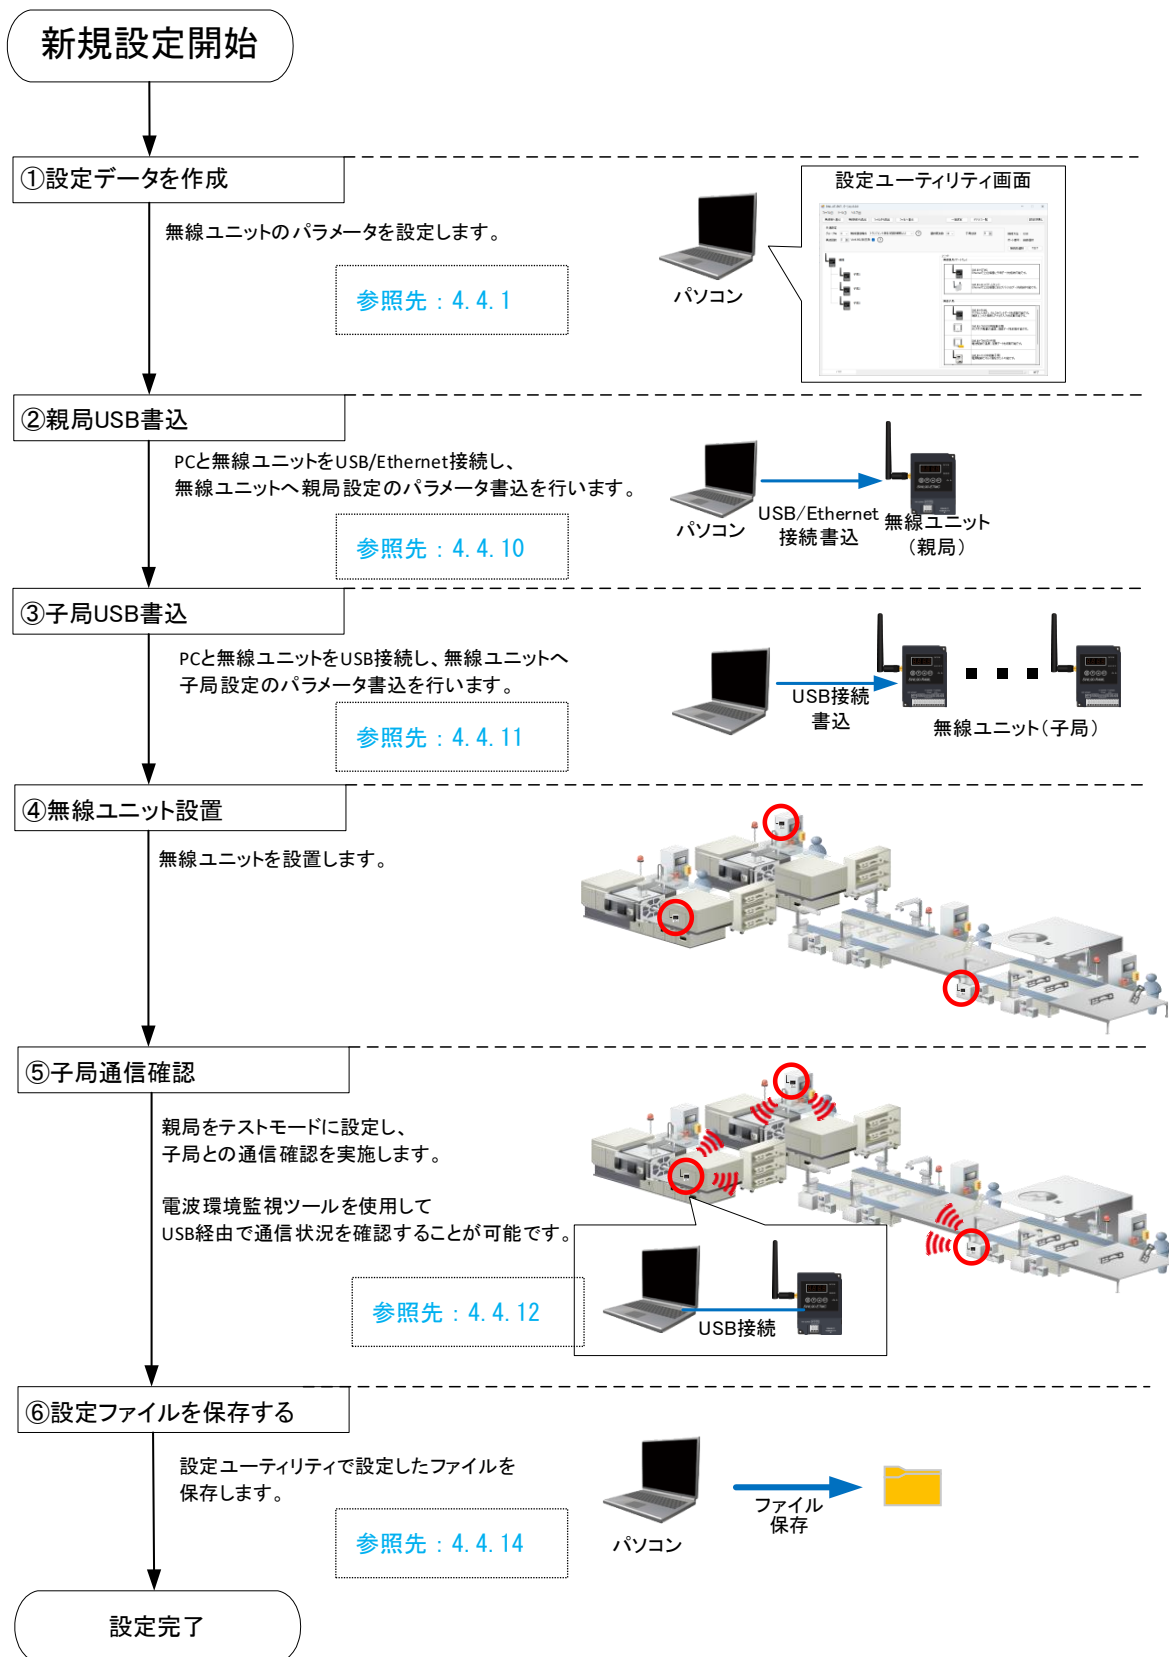 新規設定開始
①設定データを作成
無線ユニットのパラメータを設定します。
参照先：4.4.1
パソコン
設定ユーティリティ画面
②親局USB書込
PCと無線ユニットをUSB/Ethernet接続し、
無線ユニットへ親局設定のパラメータ書込を行います。
参照先：4.4.10
パソコン
USB/Ethernet
接続書込
無線ユニット
（親局）
③子局USB書込
PCと無線ユニットをUSB接続し、無線ユニットへ
子局設定のパラメータ書込を行います。
参照先：4.4.11
USB接続
書込
無線ユニット（子局）
④無線ユニット設置
無線ユニットを設置します。
⑤子局通信確認
親局をテストモードに設定し、
子局との通信確認を実施します。
電波環境監視ツールを使用して
USB経由で通信状況を確認することが可能です。
参照先：4.4.12
USB接続
⑥設定ファイルを保存する
設定ユーティリティで設定したファイルを
保存します。
参照先：4.4.14
パソコン
ファイル
保存
設定完了